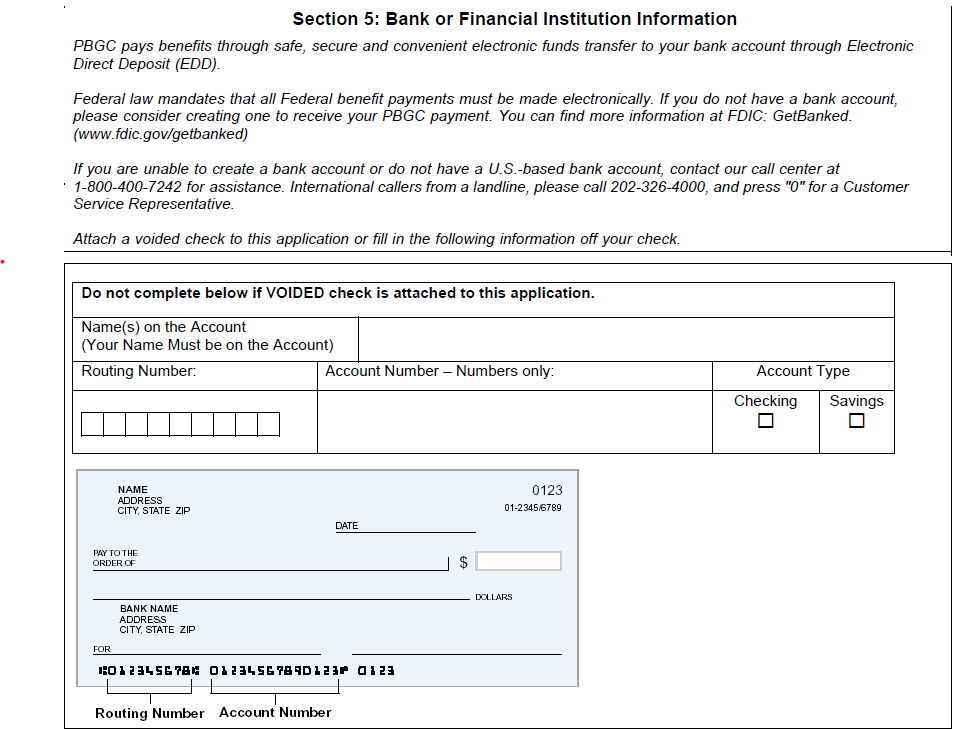 Section 5: Bank or Financial Institution Information
PBGC pays benefits through safe, secure and convenient electronic funds transfer to your bank account through Electronic
Direct Deposit (EDD).
Federal law mandates that all Federal benefit payments must be made electronically. If you do not have a bank account,
please consider creating one to receive your PBGC payment. You can find more information at FDIC: GetBanked.
(www.fdic.gov/getbanked)
If you are unable to create a bank account or do not have a U.S.-based bank account, contact our call center at
1-800-400-7242 for assistance. International callers from a landline, please call 202-326-4000, and press "0" for a Customer
Service Representative.
Attach a voided check to this application or fill in the following information off your check.
Do not complete below if VOIDED check is attached to this application.
Name(s) on the Account
(Your Name Must be on the Account)
Routing Number:
Account Number – Numbers only:
Account Type
Checking
Savings
NAME
ADDRESS
CITY, STATE ZIP
0123
01-2345/6789
DATE
PAY TO THE
ORDER OF
$
DOLLARS
BANK NAME
ADDRESS
CITY, STATE ZIP
FOR
⑆012345678⑆ 01234567890123⑈ 0123
Routing Number
Account Number